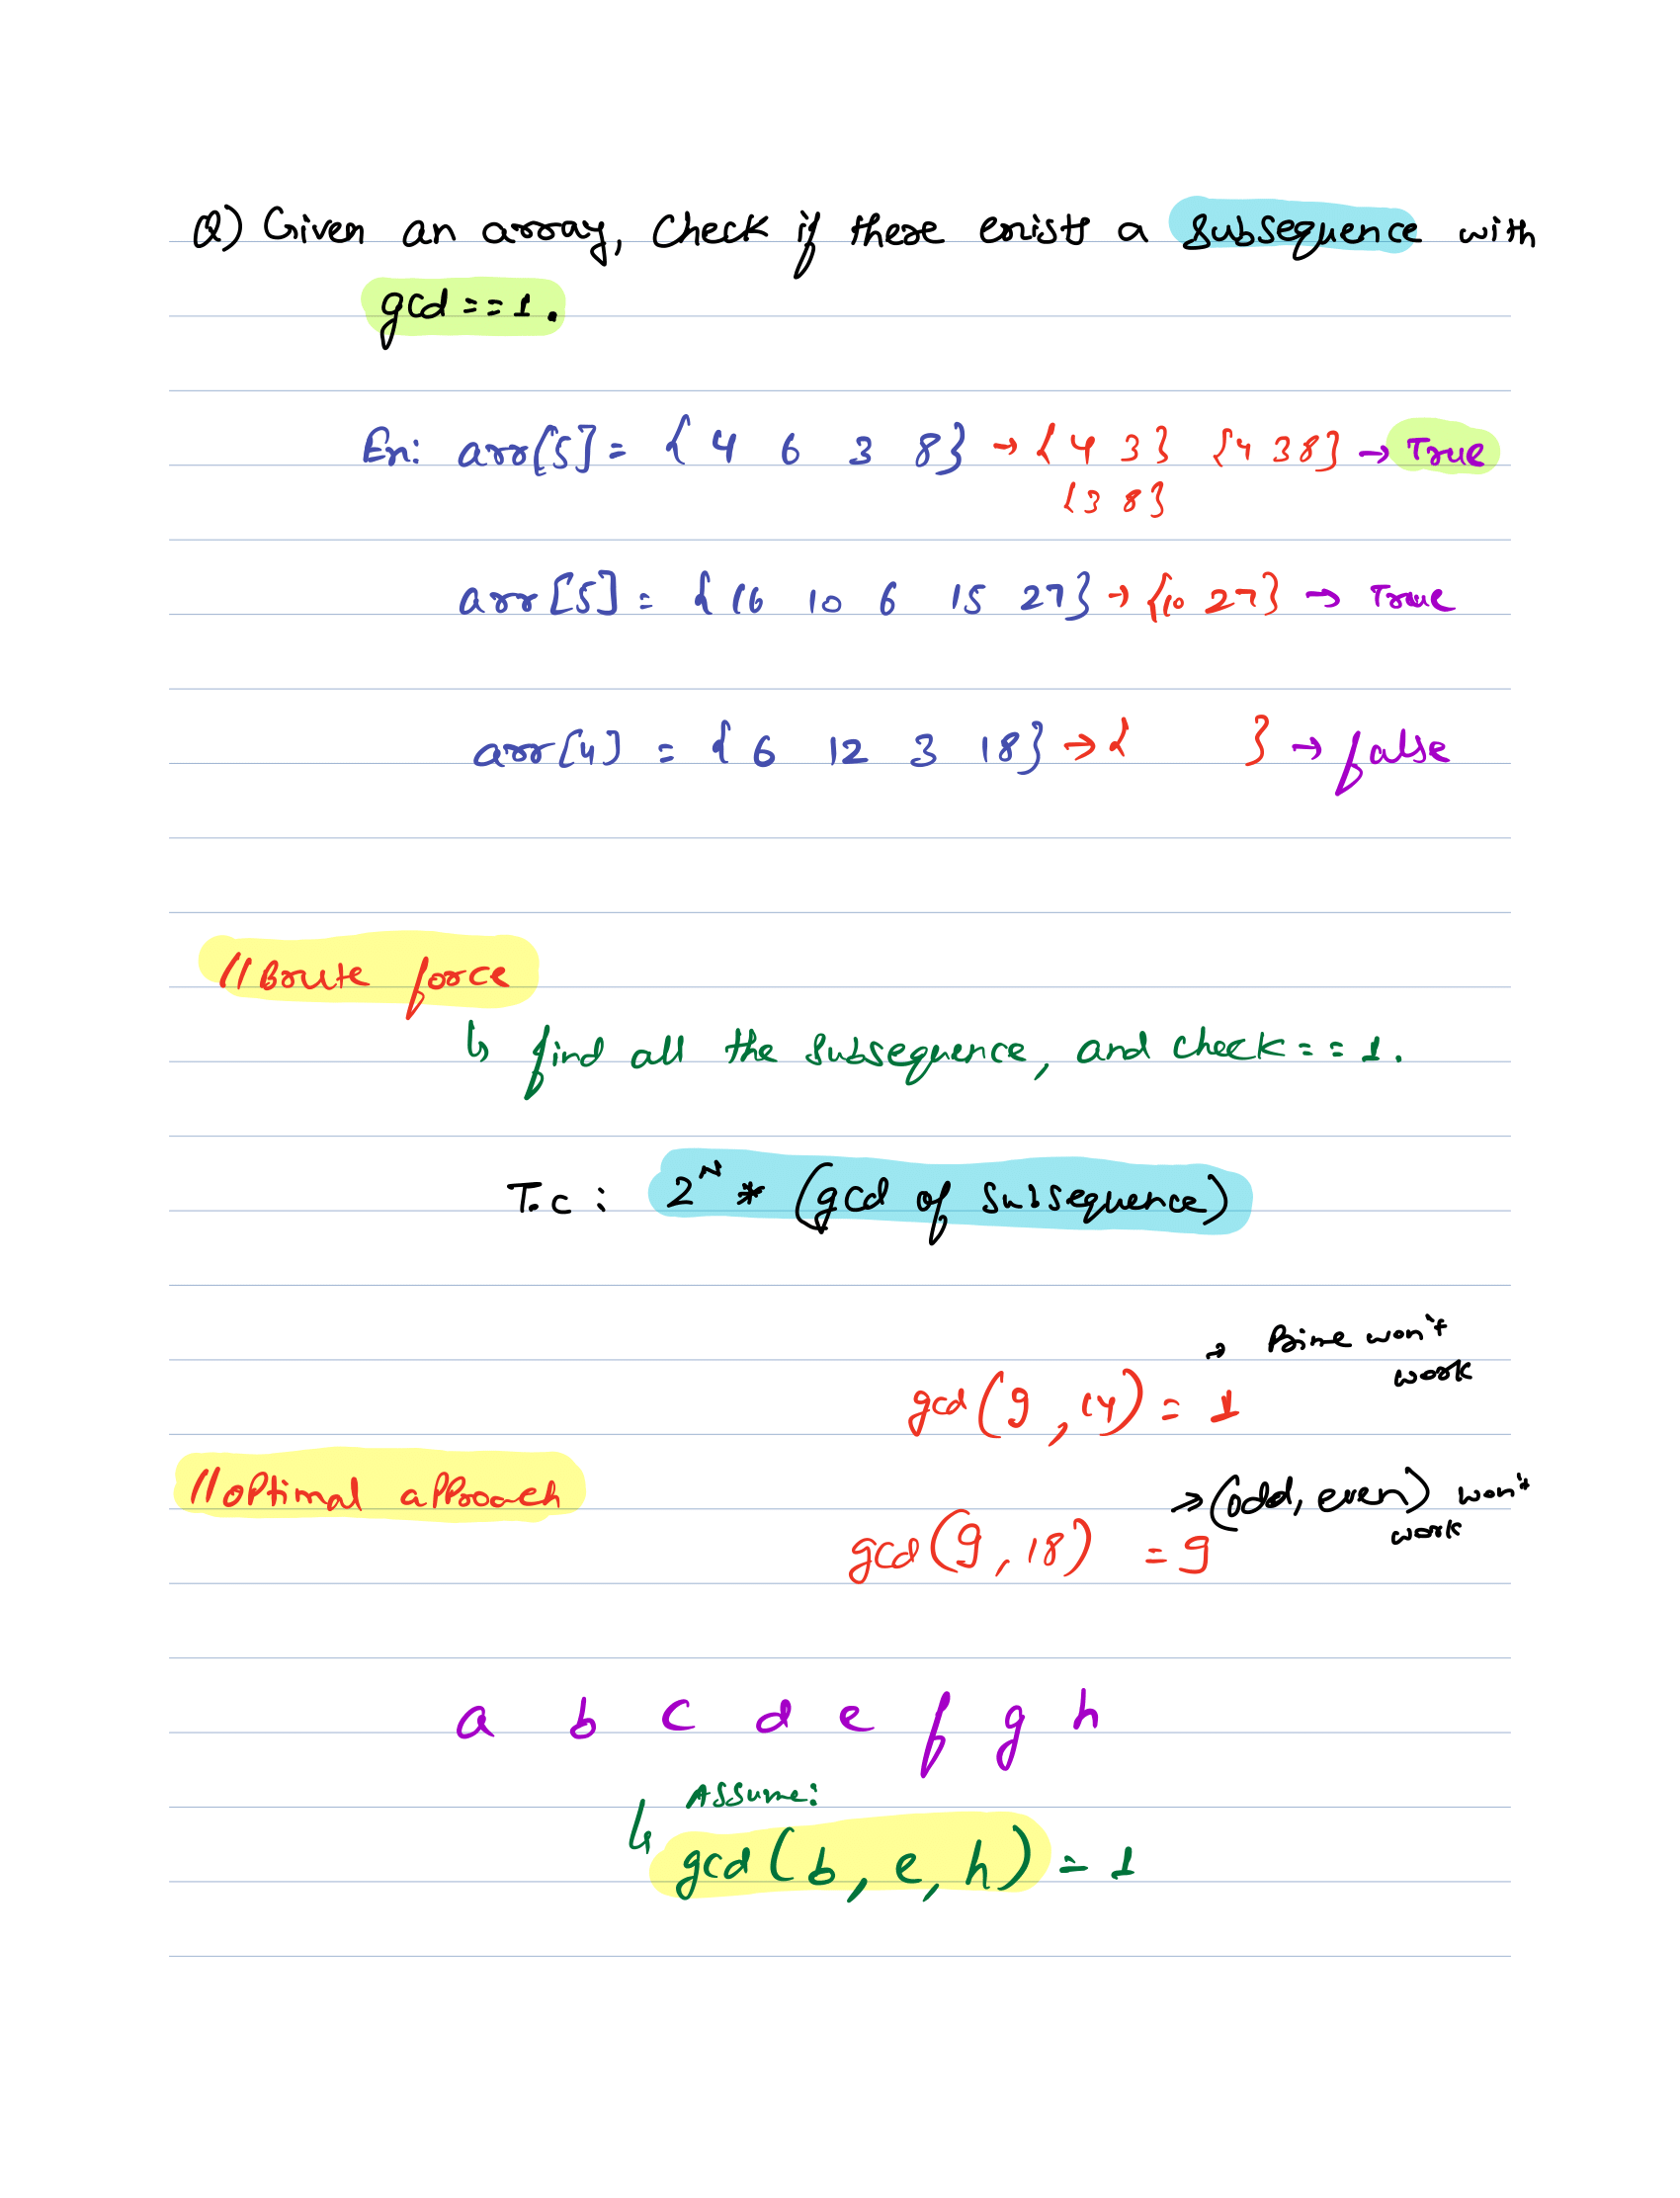 Q) Given an array, check if there exists a subsequence with
gcd == 1.
Ex: arr[5] = { 4 6 3 8} → {4 3} {4 3 8} → True
{3 8}
arr[5] = { 16 10 6 15 27} → {10 27} → True
arr[4] = { 6 12 3 18} → { } → false
//Brute force
↳ find all the subsequence, and check == 1.
T.c : 2^N * (gcd of subsequence)
→ Prime won't
work
gcd(9, 14) = 1
//optimal approach
→ (odd, even) won't
work
gcd(9, 18) = 9
a b c d e f g h
↳ Assume:
gcd(b, e, h) = 1